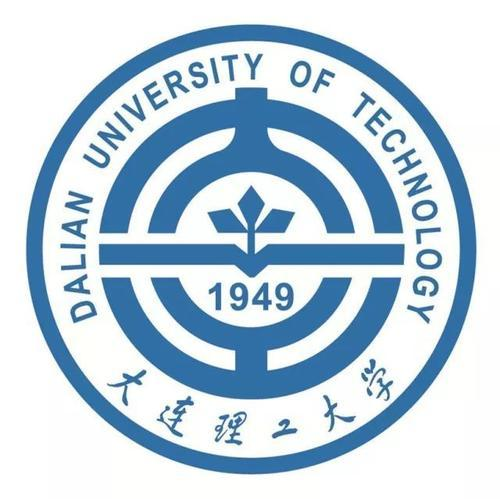 DALIAN UNIVERSITY OF TECHNOLOGY
1949
大连理工大学